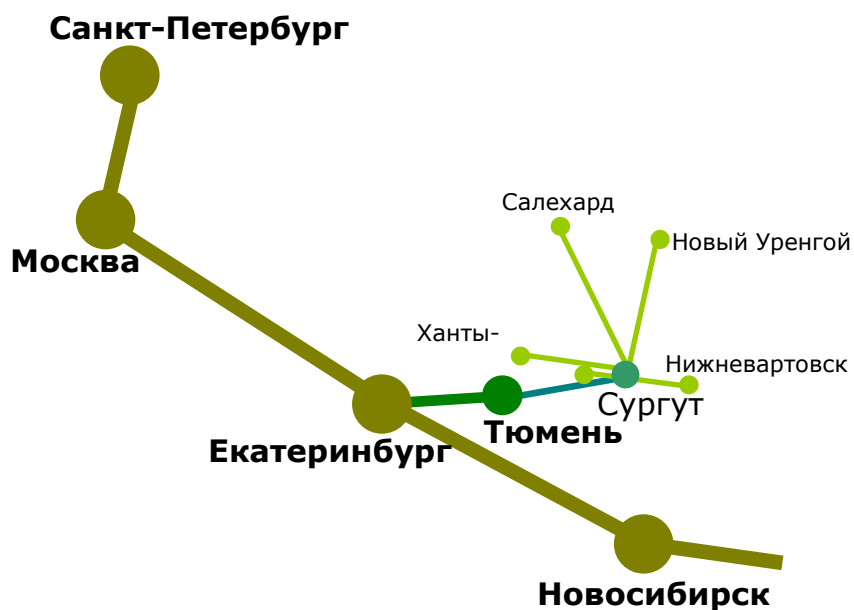 Санкт-Петербург
Салехард
Новый Уренгой
Москва
Ханты-
Нижневартовск
Сургут
Тюмень
Екатеринбург
Новосибирск